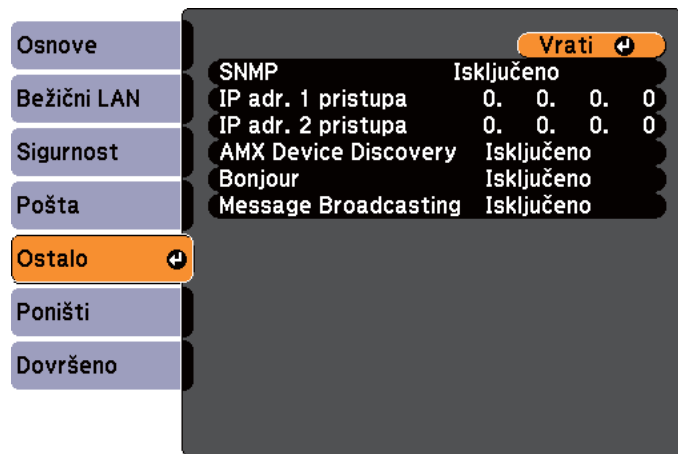 Osnove
Bežični LAN
Sigurnost
Pošta
Ostalo
Poništi
Dovršeno
Vrati
SNMP Isključeno
IP adr. 1 pristupa 0. 0. 0. 0
IP adr. 2 pristupa 0. 0. 0. 0
AMX Device Discovery Isključeno
Bonjour Isključeno
Message Broadcasting Isključeno